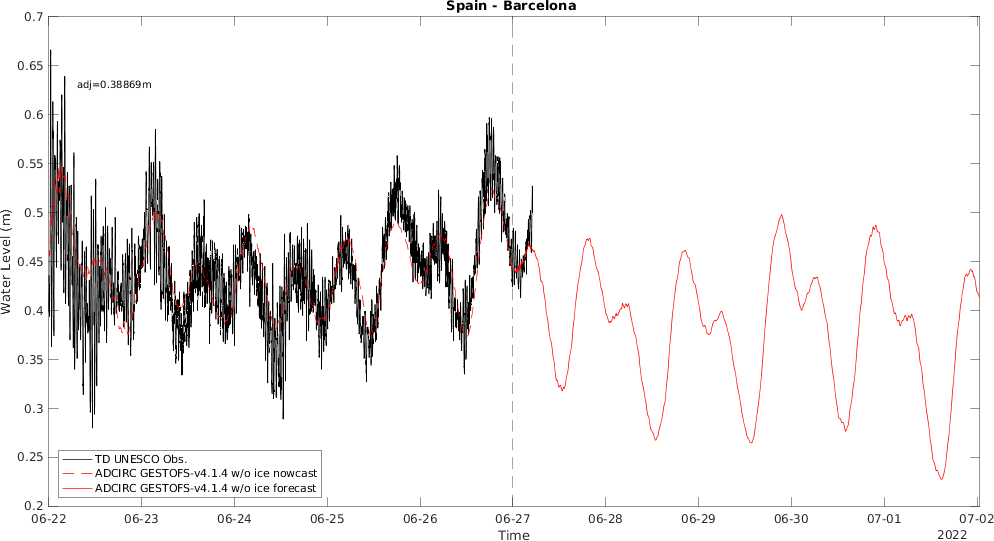 Spain - Barcelona
0.7
0.65
0.6
0.55
0.5
0.45
0.4
0.35
0.3
0.25
0.2
Water Level (m)
adj=0.38869m
TD UNESCO Obs.
ADCIRC GESTOFS-v4.1.4 w/o ice nowcast
ADCIRC GESTOFS-v4.1.4 w/o ice forecast
06-22 06-23 06-24 06-25 06-26 06-27 06-28 06-29 06-30 07-01 07-02
Time
2022